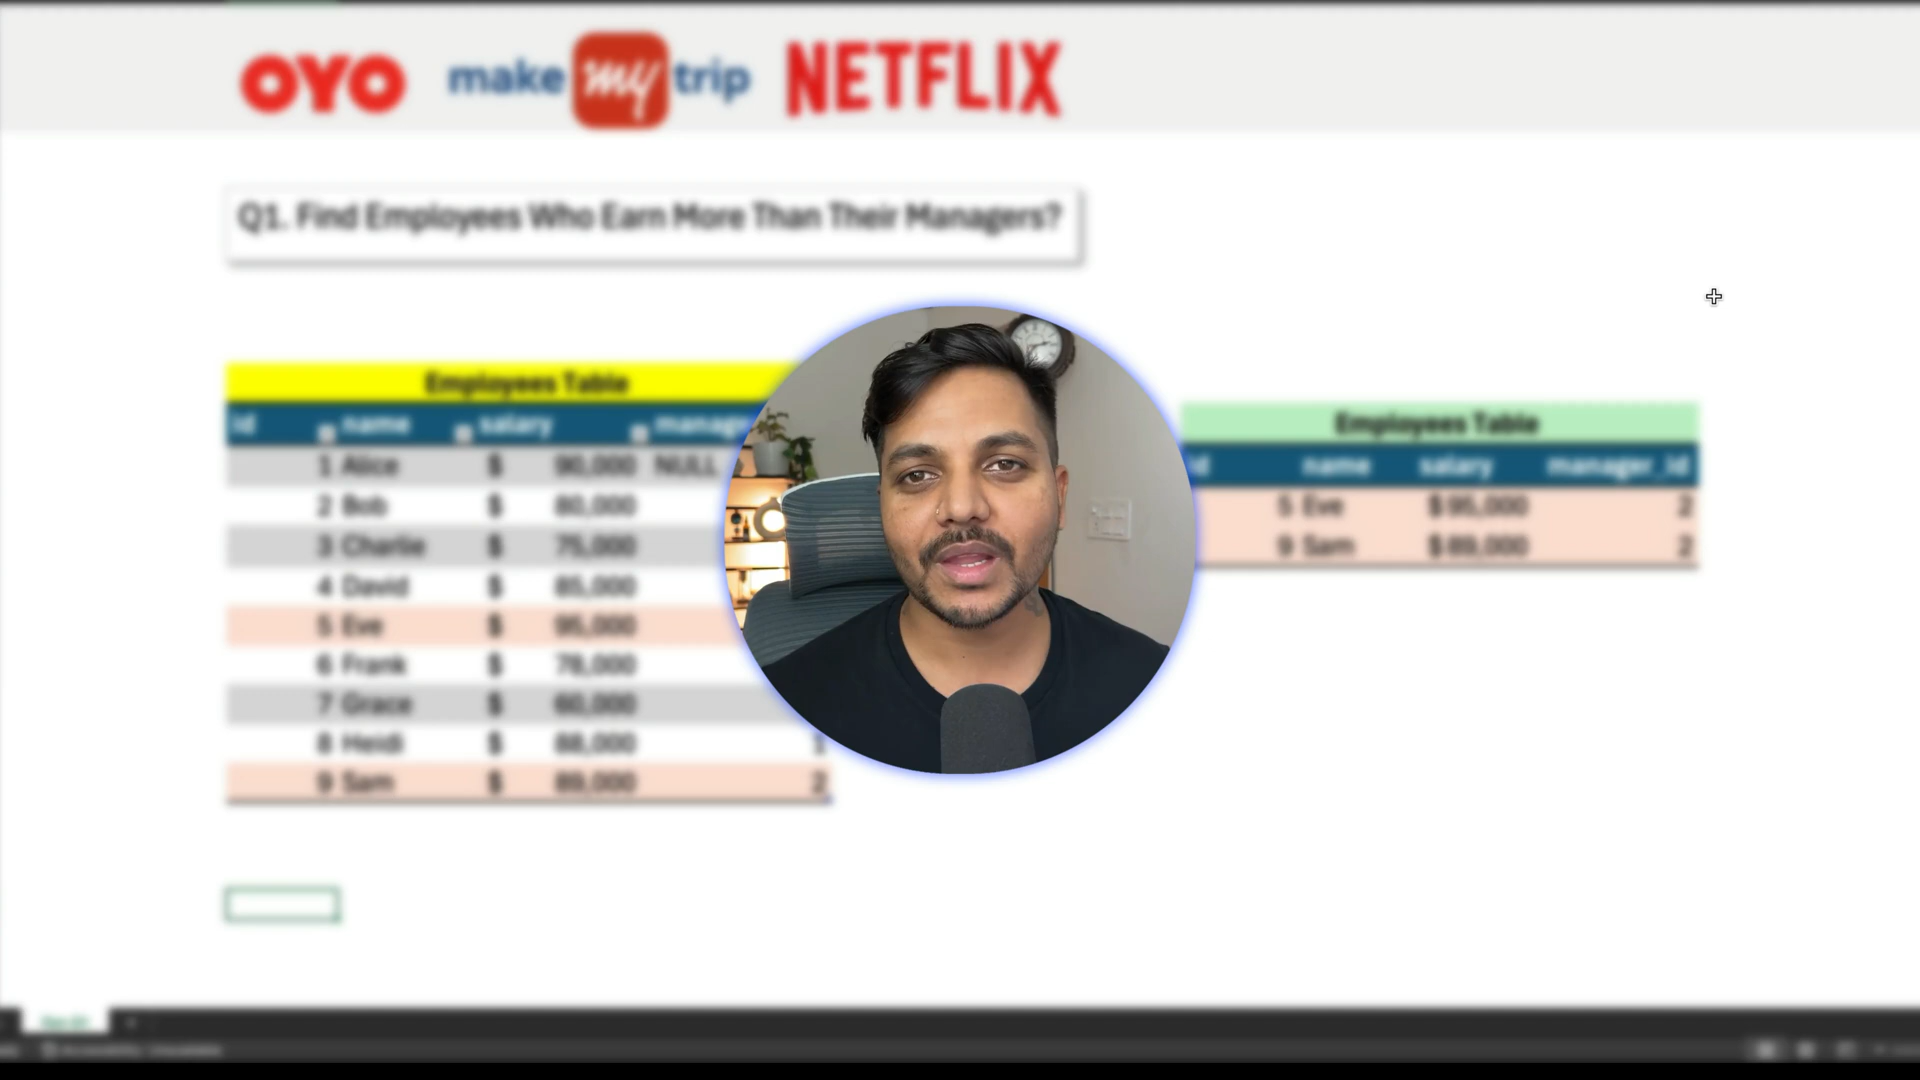 OYO make my trip NETFLIX
Q1. Find Employees Who Earn More Than Their Managers?
Employees Table
id name salary
1 Alice $ 90,000 NULL
2 Bob $ 80,000
3 Charlie $ 75,000
4 David $ 85,000
5 Eve $ 95,000
6 Frank $ 78,000
7 Grace $ 60,000
8 Heidi $ 88,000 1
9 Sam $ 89,000 2
Employees Table
id name salary manager_id
5 Eve $ 95,000 2
9 Sam $ 89,000 2